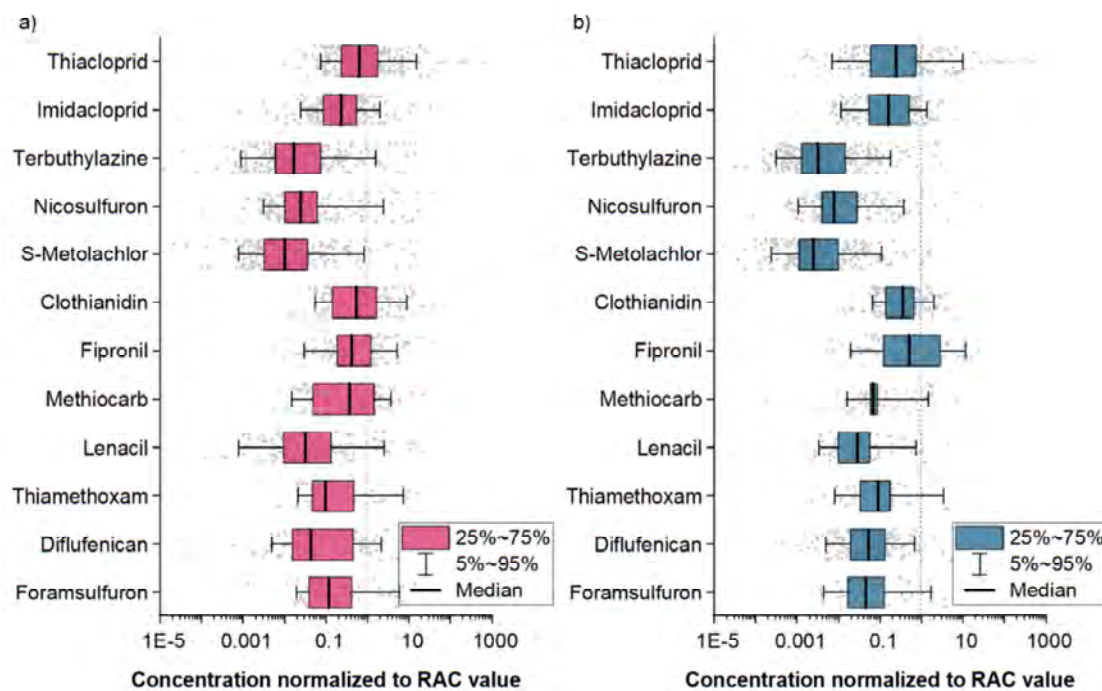 a)
Thiacloprid
Imidacloprid
Terbuthylazine
Nicosulfuron
S-Metolachlor
Clothianidin
Fipronil
Methiocarb
Lenacil
Thiamethoxam
Diflufenican
Foramsulfuron
25%~75%
5%~95%
Median
1E-5 0.001 0.1 10 1000
Concentration normalized to RAC value
b)
Thiacloprid
Imidacloprid
Terbuthylazine
Nicosulfuron
S-Metolachlor
Clothianidin
Fipronil
Methiocarb
Lenacil
Thiamethoxam
Diflufenican
Foramsulfuron
25%~75%
5%~95%
Median
1E-5 0.001 0.1 10 1000
Concentration normalized to RAC value